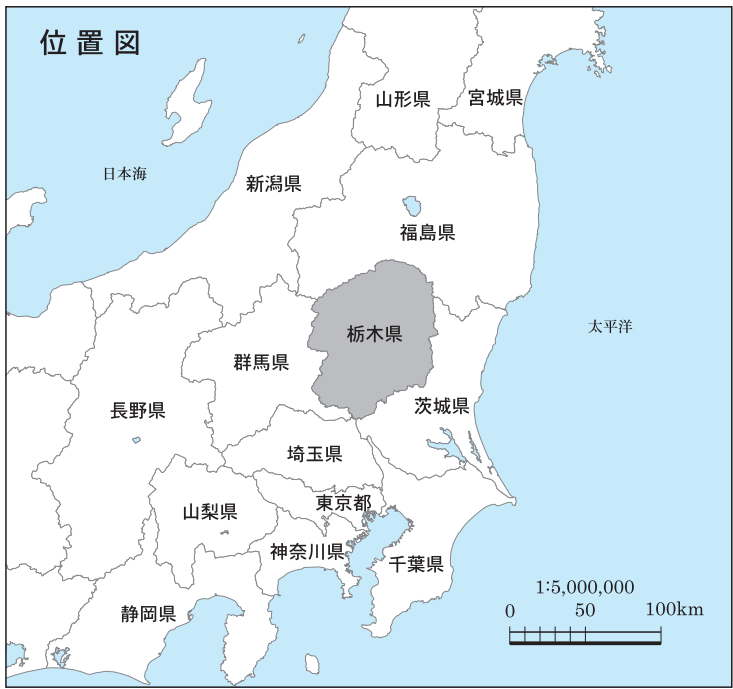 位置図
山形県
宮城県
日本海
新潟県
福島県
太平洋
栃木県
群馬県
長野県
茨城県
埼玉県
山梨県
東京都
神奈川県
千葉県
静岡県
1:5,000,000
0 50 100km